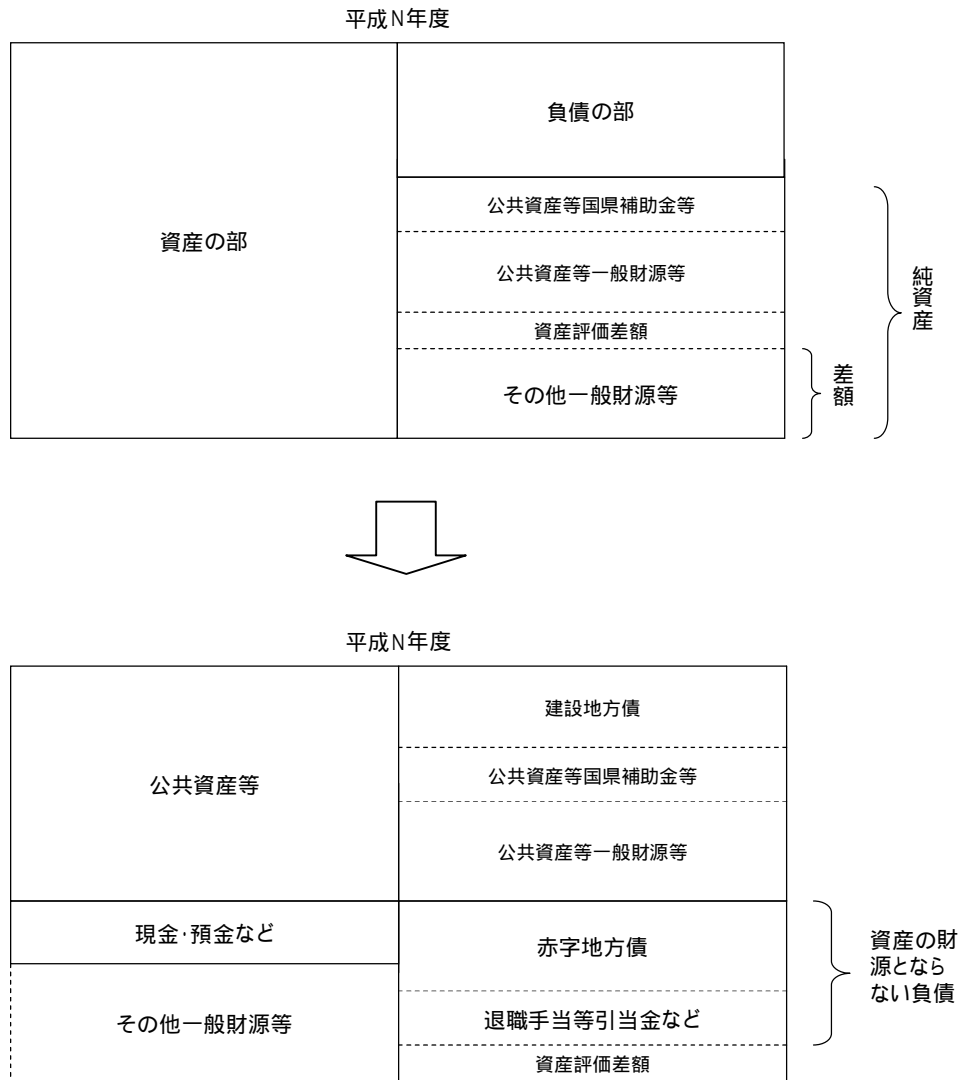 平成N年度
資産の部
負債の部
公共資産等国県補助金等
公共資産等一般財源等
資産評価差額
その他一般財源等
差額
純資産
平成N年度
公共資産等
建設地方債
公共資産等国県補助金等
公共資産等一般財源等
現金･預金など
その他一般財源等
赤字地方債
退職手当等引当金など
資産評価差額
資産の財
源となら
ない負債